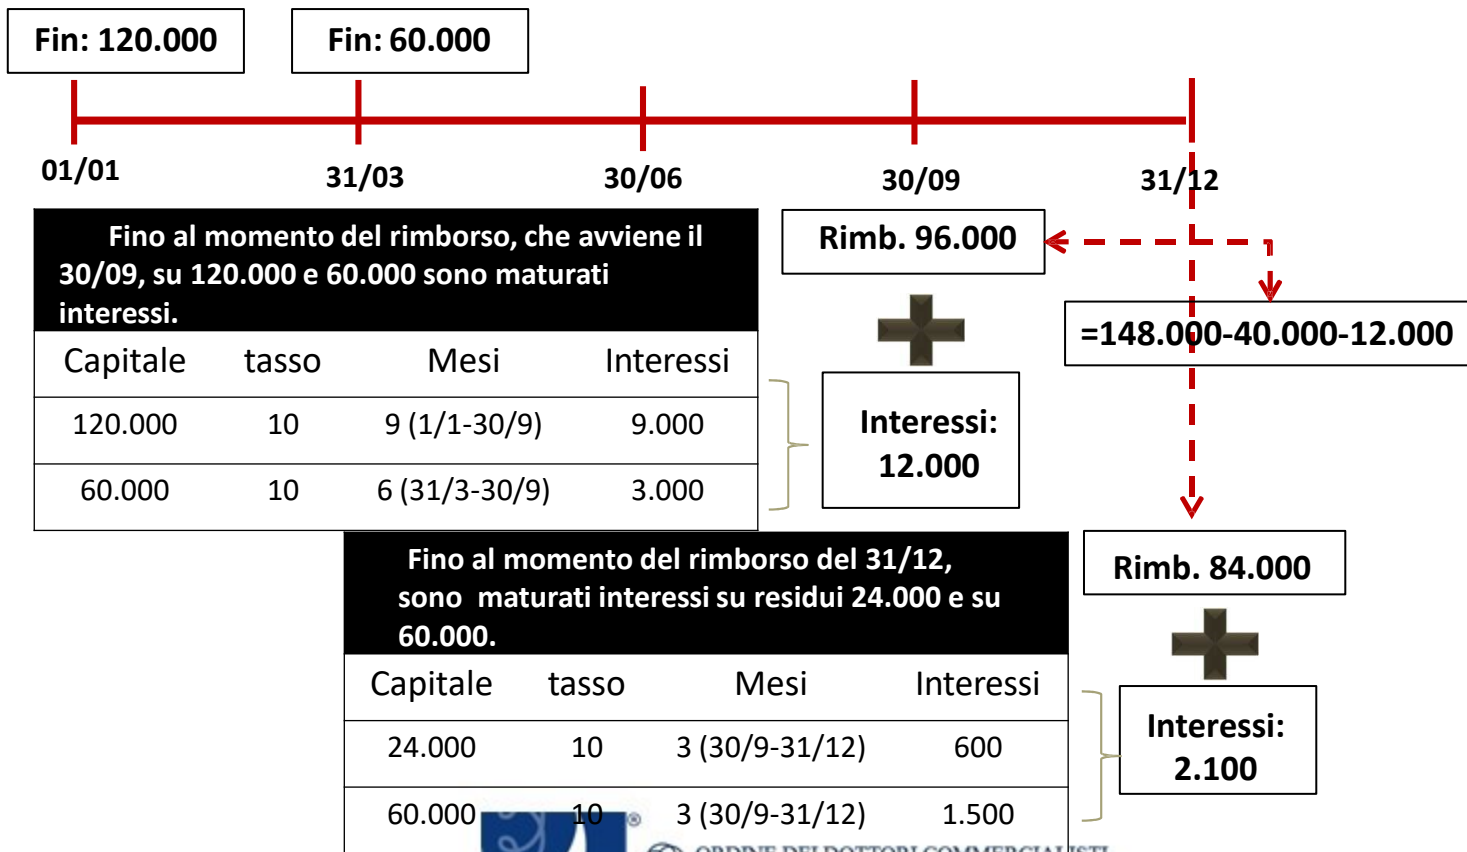 Fin: 120.000
Fin: 60.000
01/01
31/03
30/06
30/09
31/12
Fino al momento del rimborso, che avviene il
30/09, su 120.000 e 60.000 sono maturati
interessi.
Capitale tasso Mesi Interessi
120.000 10 9 (1/1-30/9) 9.000
60.000 10 6 (31/3-30/9) 3.000
Rimb. 96.000
=148.000-40.000-12.000
Interessi:
12.000
Fino al momento del rimborso del 31/12,
sono maturati interessi su residui 24.000 e su
60.000.
Capitale tasso Mesi Interessi
24.000 10 3 (30/9-31/12) 600
60.000 10 3 (30/9-31/12) 1.500
Rimb. 84.000
Interessi:
2.100
® ORDINE DEI DOTTORI COMMERCIALISTI